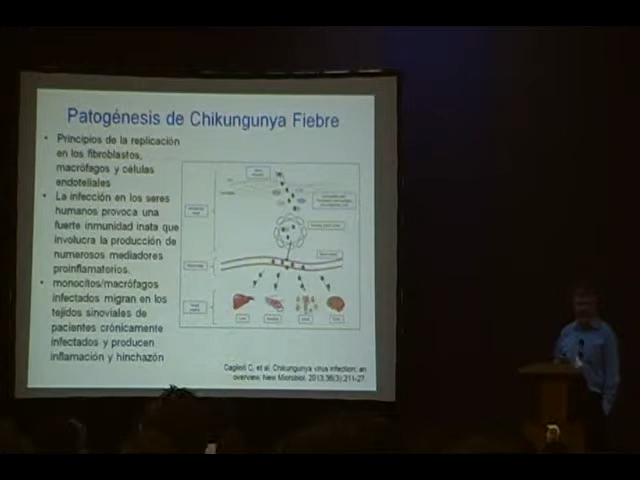 Patogénesis de Chikungunya Fiebre
• Principios de la replicación
en los fibroblastos,
macrófagos y células
endoteliales
• La infección en los seres
humanos provoca una
fuerte inmunidad inata que
involucra la producción de
numerosos mediadores
proinflamatorios.
• monocitos/macrófagos
infectados migran en los
tejidos sinoviales de
pacientes crónicamente
infectados y producen
inflamación y hinchazón
Caglioti C, et al. Chikungunya virus infection: an
overview. New Microbiol. 2013;36(3):211-27.